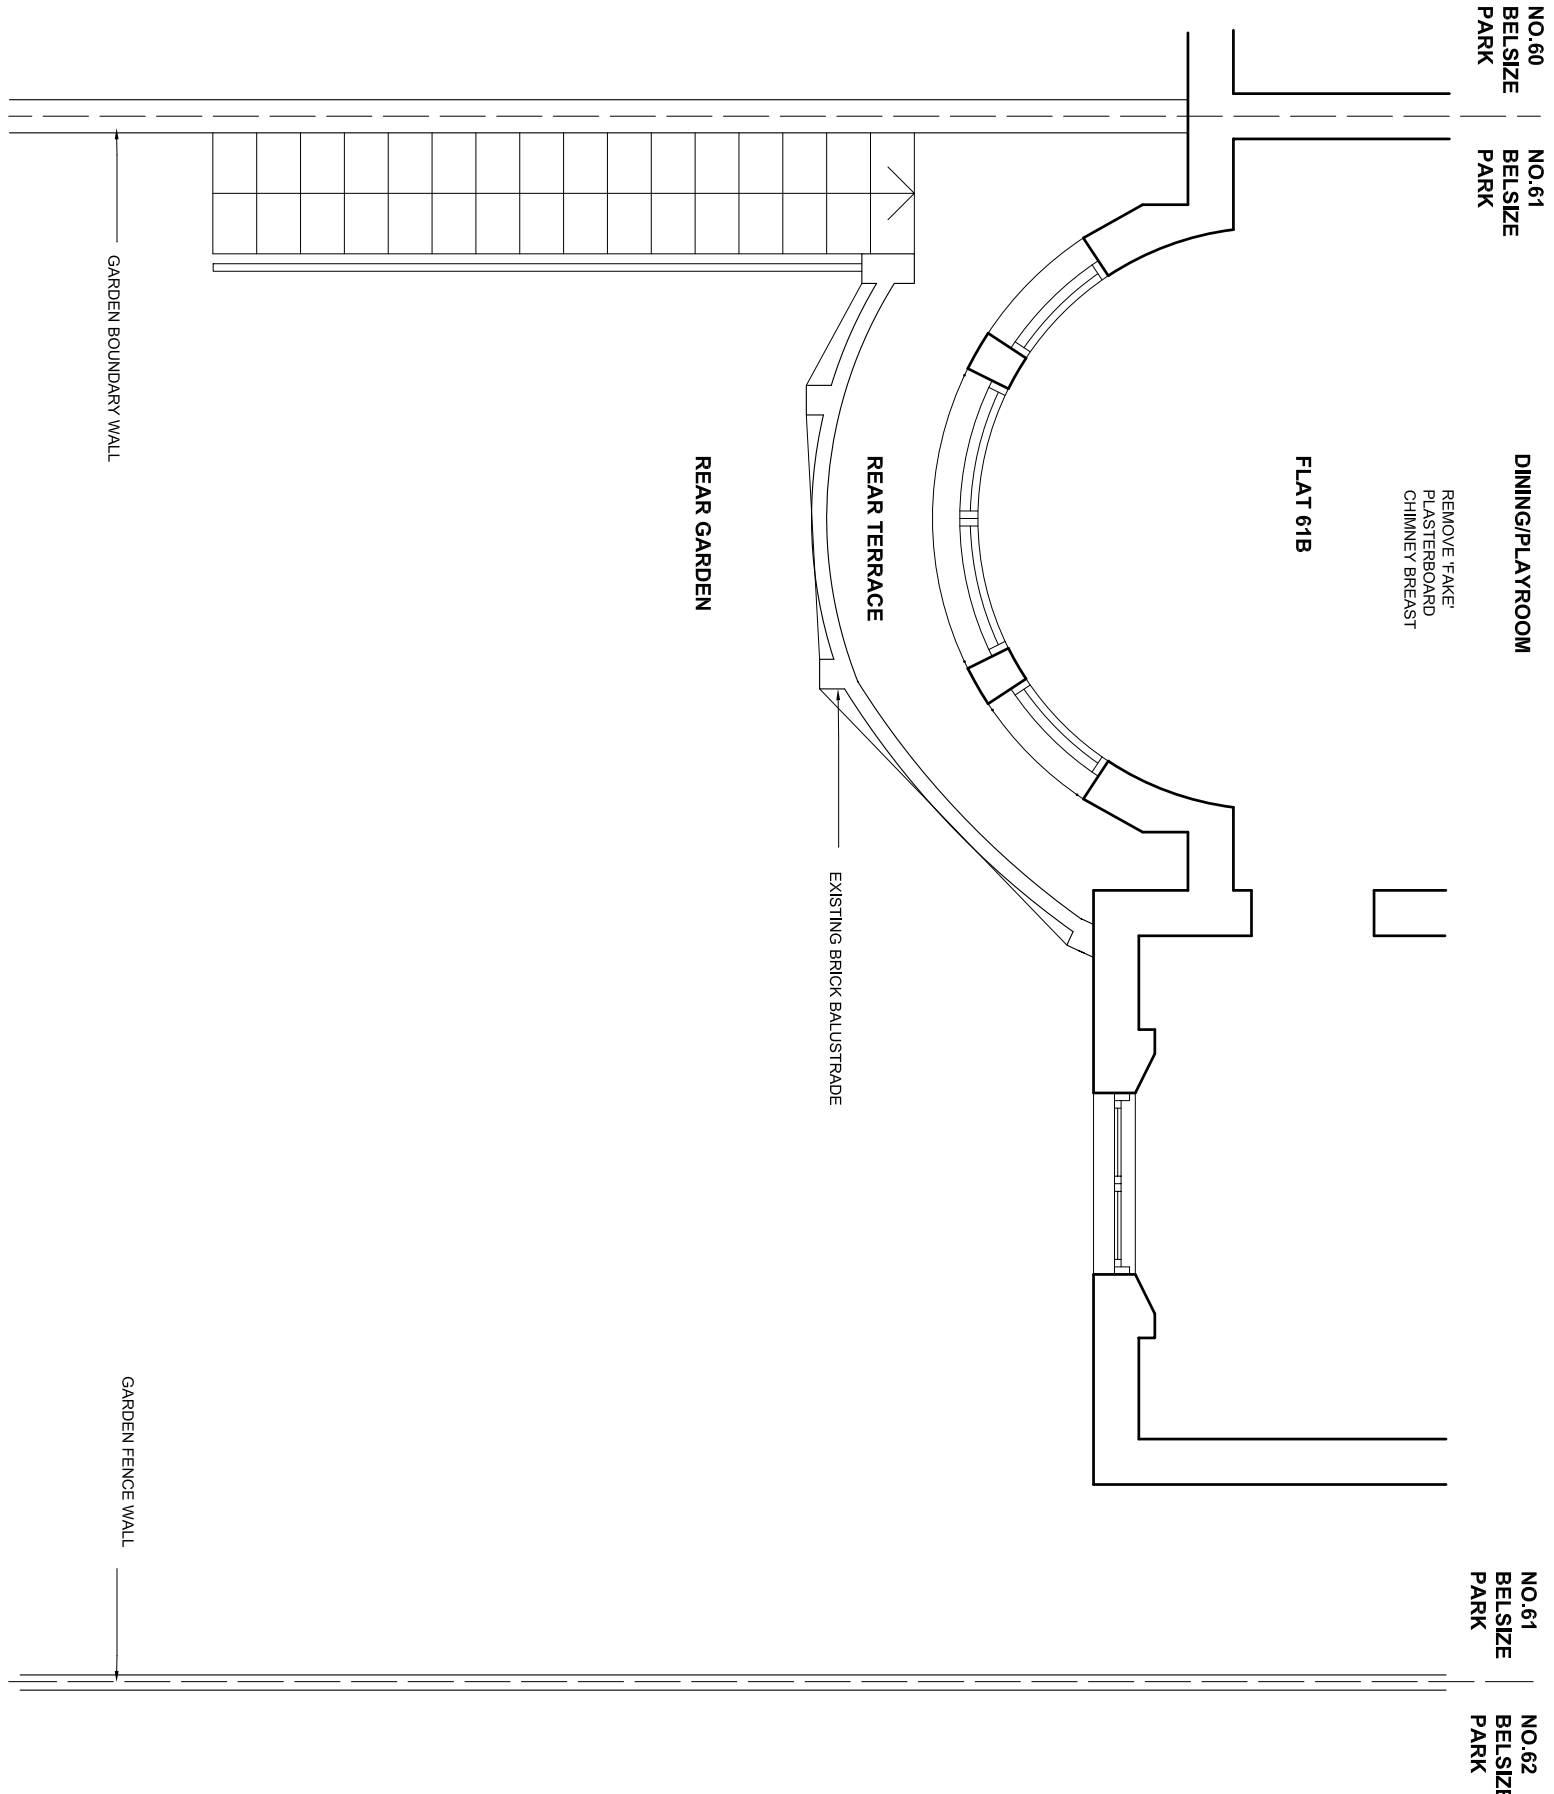 NO.60
BELSIZE
PARK
NO.61
BELSIZE
PARK
DINING/PLAYROOM
REMOVE 'FAKE'
PLASTERBOARD
CHIMNEY BREAST
FLAT 61B
REAR TERRACE
REAR GARDEN
GARDEN BOUNDARY WALL
EXISTING BRICK BALUSTRADE
GARDEN FENCE WALL
NO.61
BELSIZE
PARK
NO.62
BELSIZE
PARK